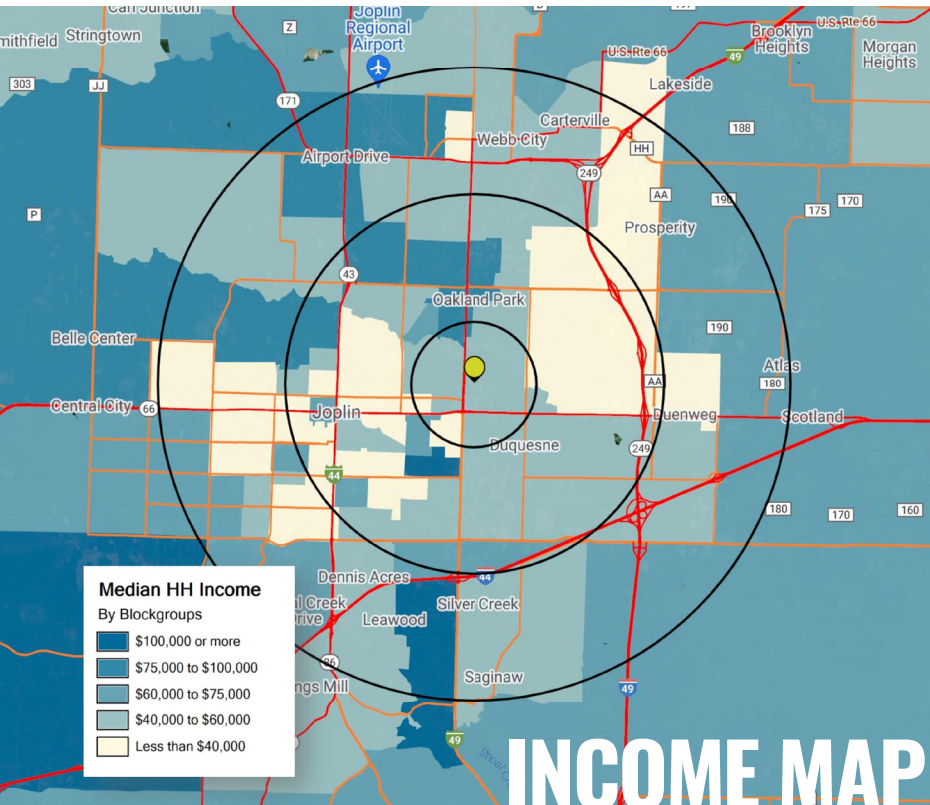 Carl Junction
Joplin
Regional
Airport
Z
U.S. Rte 66
Smithfield
Stringtown
Brooklyn
Heights
U.S. Rte 66
49
Morgan
Heights
303
JJ
Lakeside
171
Carterville
188
Webb City
HH
Airport Drive
249
AA
190
170
P
175
Prosperity
43
Oakland Park
190
Belle Center
Atlas
AA
180
Central City
66
Joplin
Duenweg
Scotland
Duquesne
249
44
180
170
160
Dennis Acres
44
Silver Creek
Leawood
Drive
86
Saginaw
49
49
Median HH Income
By Blockgroups
$100,000 or more
$75,000 to $100,000
$60,000 to $75,000
$40,000 to $60,000
Less than $40,000
INCOME MAP